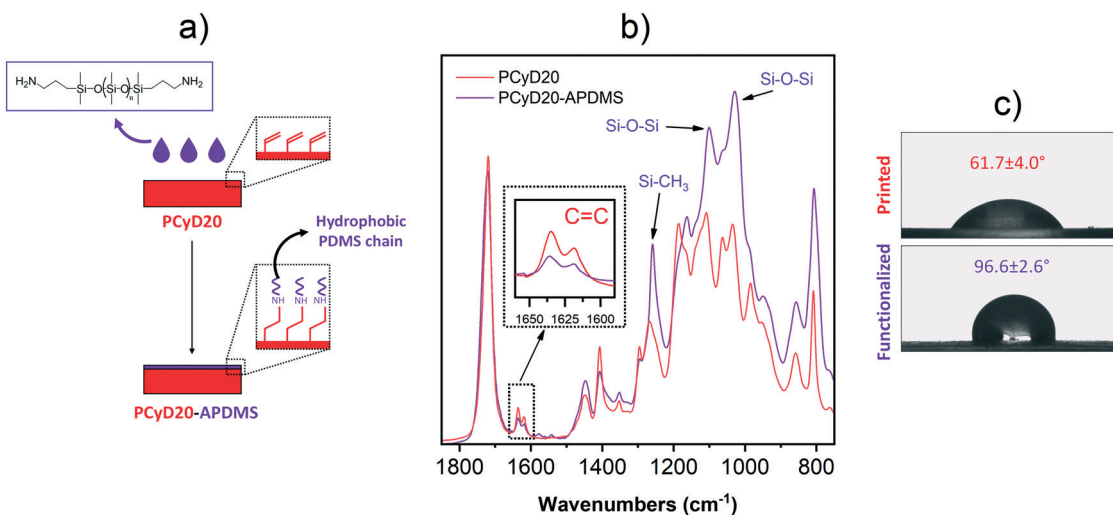 a)
H₂N
Si
O
(
Si
O
)
n
Si
NH₂
PCyD20
Hydrophobic
PDMS chain
NH
NH
NH
PCyD20-APDMS
b)
PCyD20
PCyD20-APDMS
Si-O-Si
Si-O-Si
Si-CH₃
C=C
1650 1625 1600
1800 1600 1400 1200 1000 800
Wavenumbers (cm⁻¹)
c)
Printed
61.7±4.0°
Functionalized
96.6±2.6°